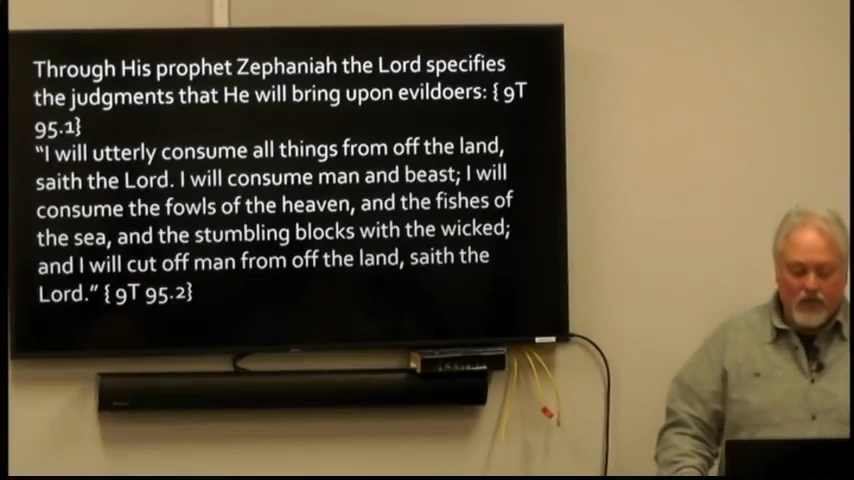 Through His prophet Zephaniah the Lord specifies
the judgments that He will bring upon evildoers: { 9T
95.1}
“I will utterly consume all things from off the land,
saith the Lord. I will consume man and beast; I will
consume the fowls of the heaven, and the fishes of
the sea, and the stumbling blocks with the wicked;
and I will cut off man from off the land, saith the
Lord.” { 9T 95.2}